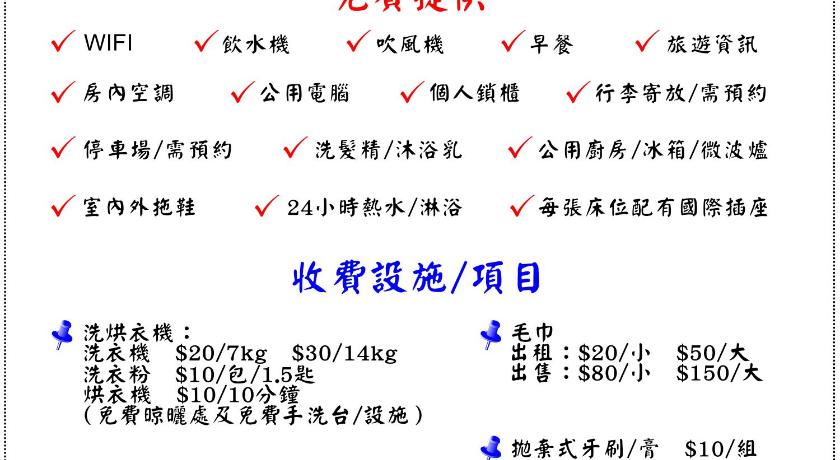 免費提供
WIFI 飲水機 吹風機 早餐 旅遊資訊
房內空調 公用電腦 個人鎖櫃 行李寄放/需預約
停車場/需預約 洗髮精/沐浴乳 公用廚房/冰箱/微波爐
室內外拖鞋 24小時熱水/淋浴 每張床位配有國際插座
收費設施/項目
洗烘衣機：
洗衣機 $20/7kg $30/14kg
洗衣粉 $10/包/1.5匙
烘衣機 $10/10分鐘
(免費晾曬處及免費手洗台/設施)
毛巾
出租：$20/小 $50/大
出售：$80/小 $150/大
拋棄式牙刷/膏 $10/組